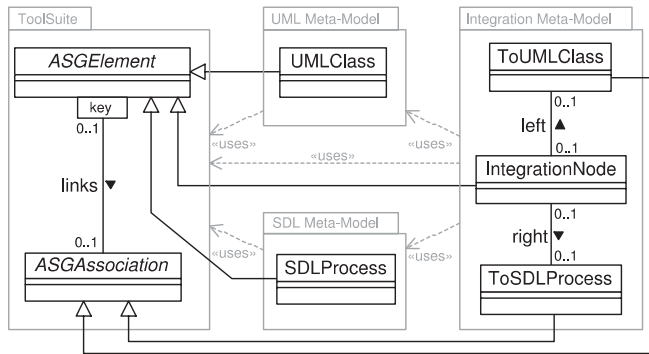 ToolSuite
UML Meta-Model
Integration Meta-Model
ASGElement
UMLClass
ToUMLClass
key
0..1
0..1
left ▲
«uses»
«uses»
«uses»
0..1
links ▼
IntegrationNode
0..1
SDL Meta-Model
right ▼
«uses»
«uses»
0..1
0..1
ASGAssociation
SDLProcess
ToSDLProcess